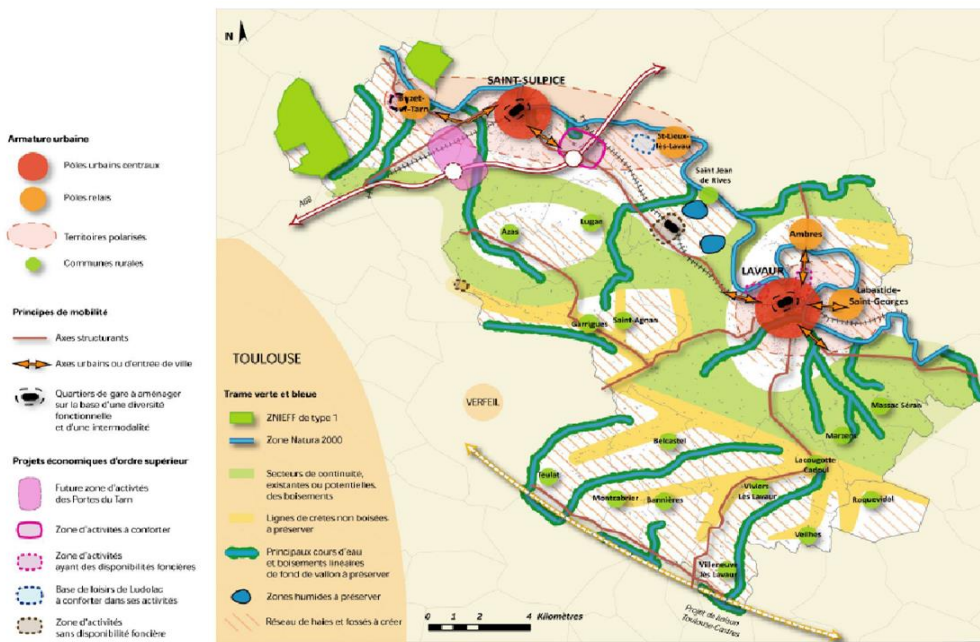 Armature urbaine
Pôles urbains centraux
Pôles relais
Territoires polarisés
Communes rurales
Principes de mobilité
Axes structurants
Axes urbains ou d'entrée de ville
Quartiers de gare à aménager
sur la base d'une diversité
fonctionnelle
et d'une intermodalité
Projets économiques d'ordre supérieur
Future zone d'activités
des Portes du Tarn
Zone d'activités à conforter
Zone d'activités
ayant des disponibilités foncières
Base de loisirs de Ludolac
à conforter dans ses activités
Zone d'activités
sans disponibilité foncière
N
SAINT-SULPICE
St-Lieux-
lès-Lavaur
Saint Jean
de Rives
A68
Azas
Lugan
Ambres
LAVAUR
Labastide-
Saint-Georges
Garrigues
Saint-Agnan
TOULOUSE
VERFEIL
Massac Séran
Marzens
Belcastel
Lacougotte
Cadoul
Teulat
Montcabrier
Bannières
Viviers
lès Lavaur
Roquevidal
Veilhes
Villeneuve
lès Lavaur
Projet de liaison
Toulouse-Castres
Trame verte et bleue
ZNIEFF de type 1
Zone Natura 2000
Secteurs de continuité,
existantes ou potentielles,
des boisements
Lignes de crêtes non boisées
à préserver
Principaux cours d'eau
et boisements linéaires
de fond de vallon à préserver
Zones humides à préserver
Réseau de haies et fossés à créer
0 1 2 4 Kilomètres